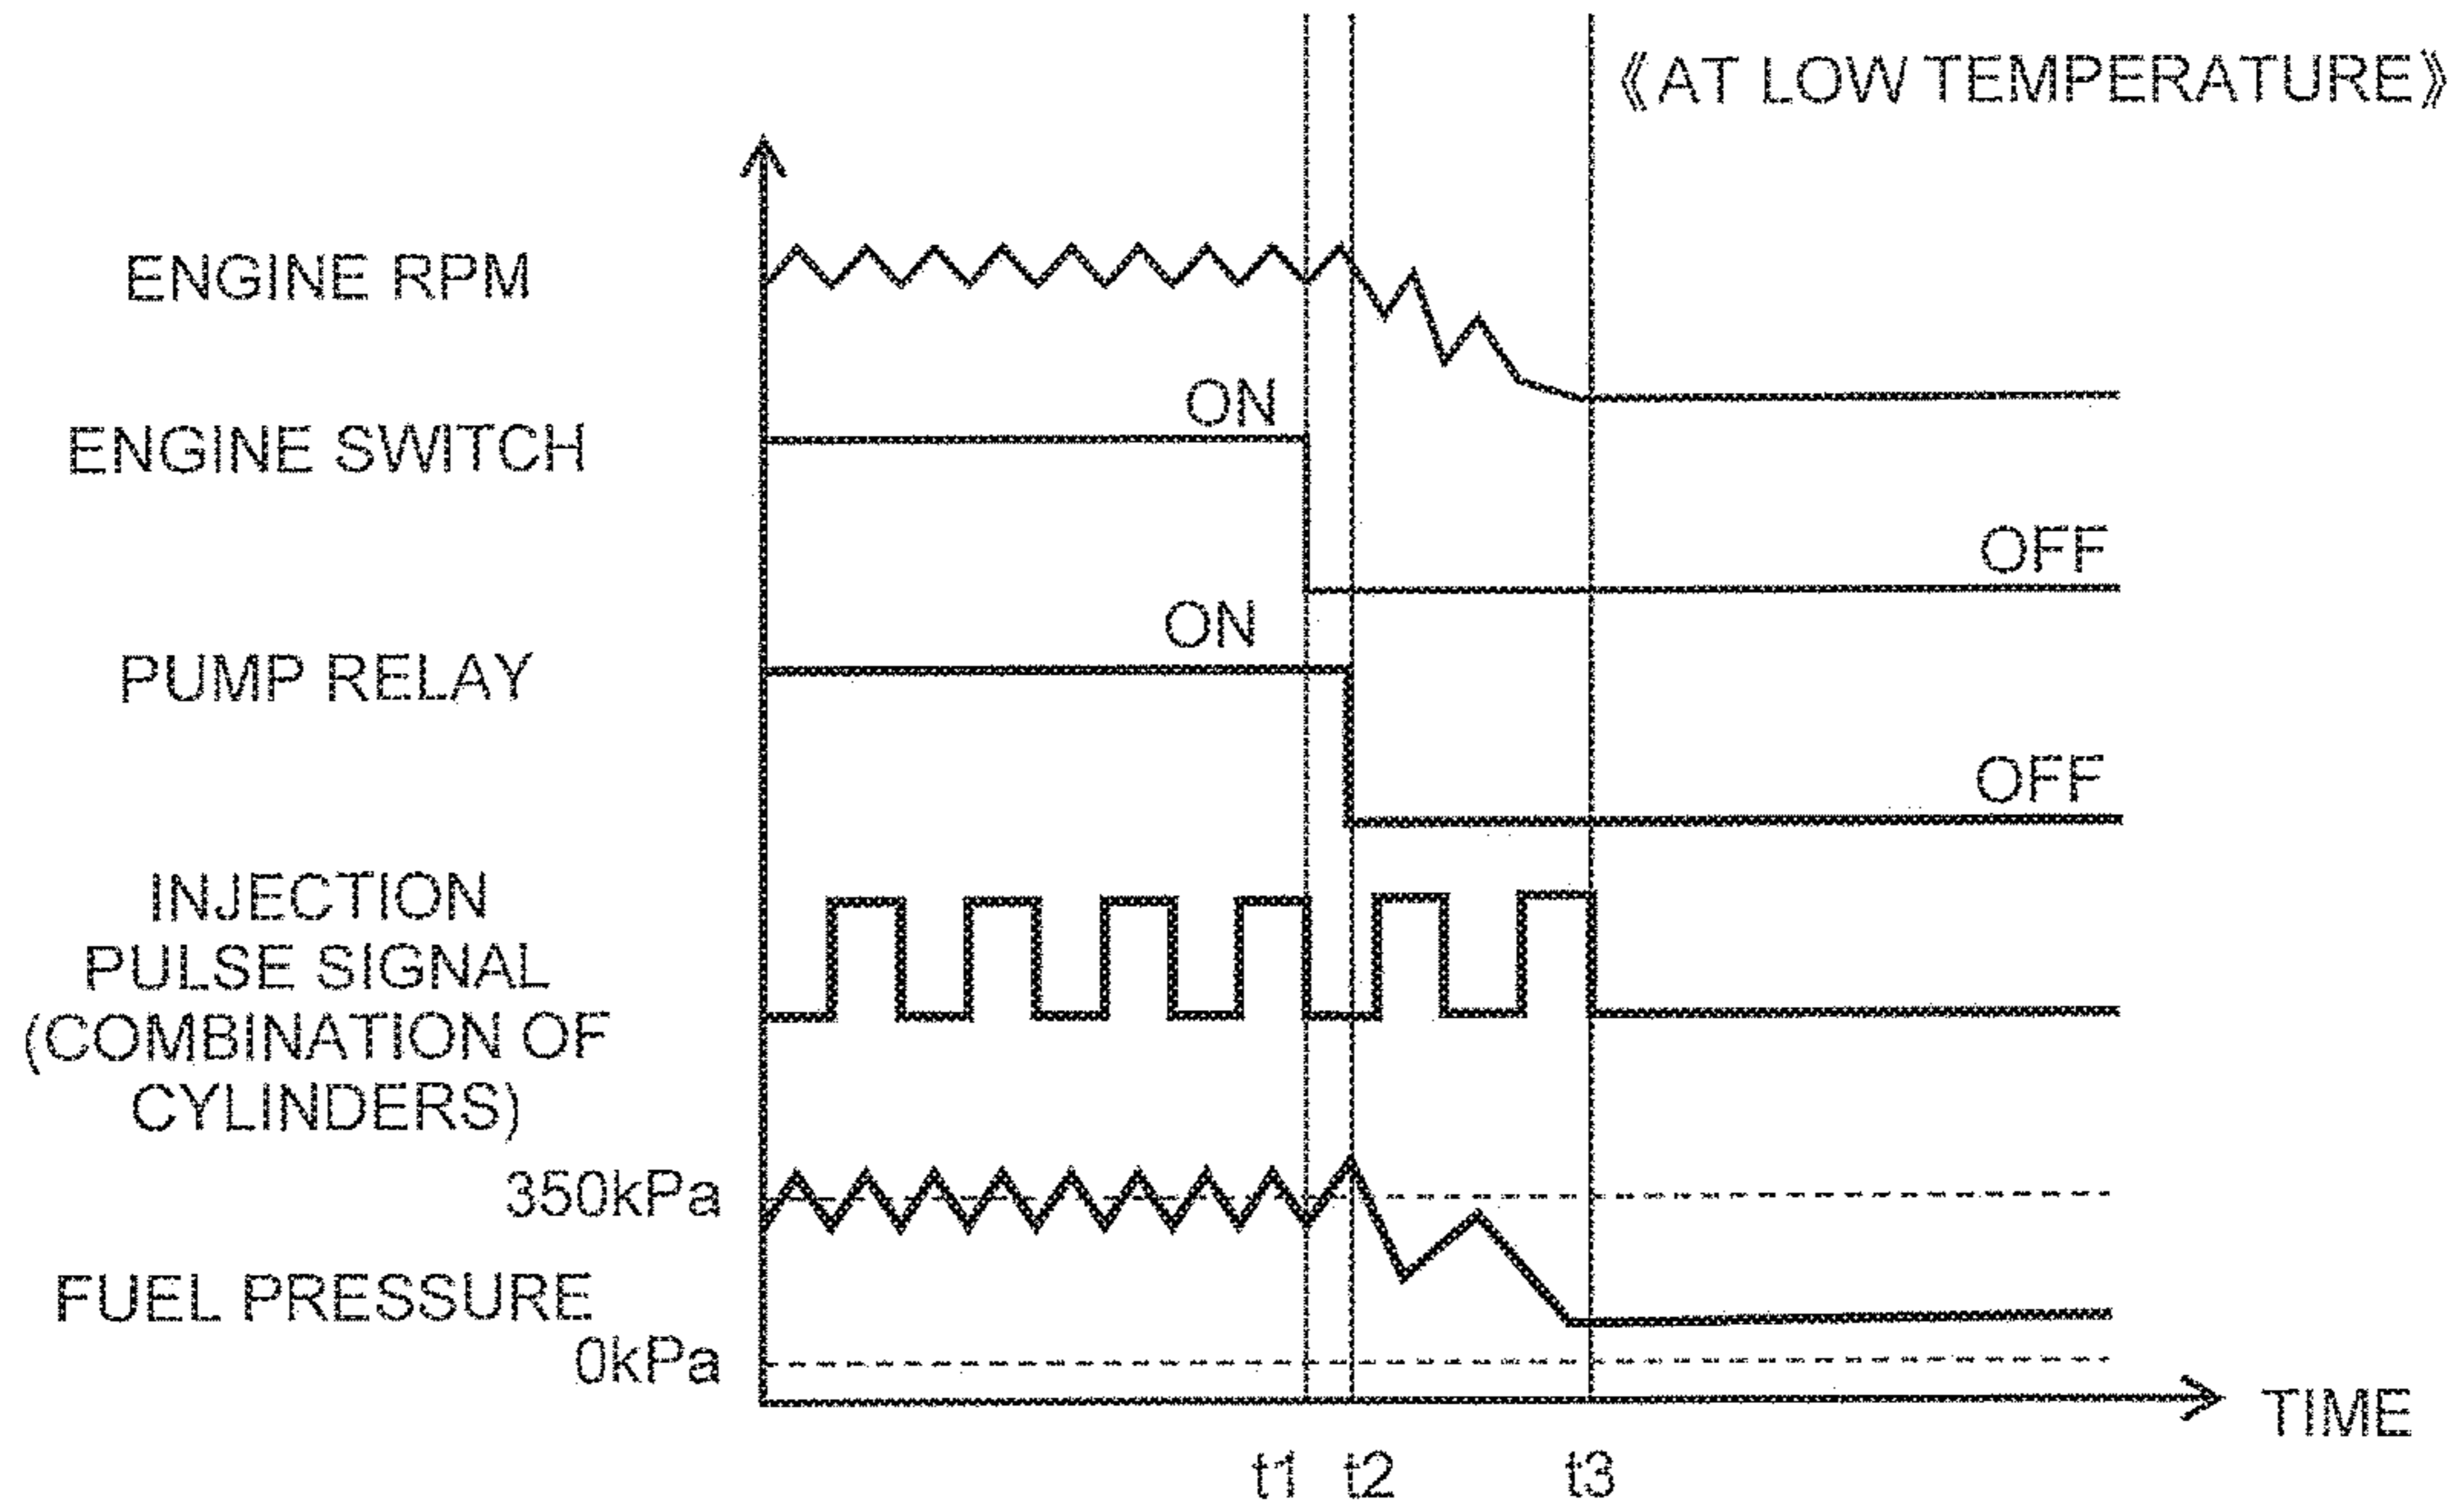 《AT LOW TEMPERATURE》
ENGINE RPM
ON
ENGINE SWITCH
OFF
ON
PUMP RELAY
OFF
INJECTION
PULSE SIGNAL
(COMBINATION OF
CYLINDERS)
350kPa
FUEL PRESSURE
0kPa
TIME
t1 t2 t3